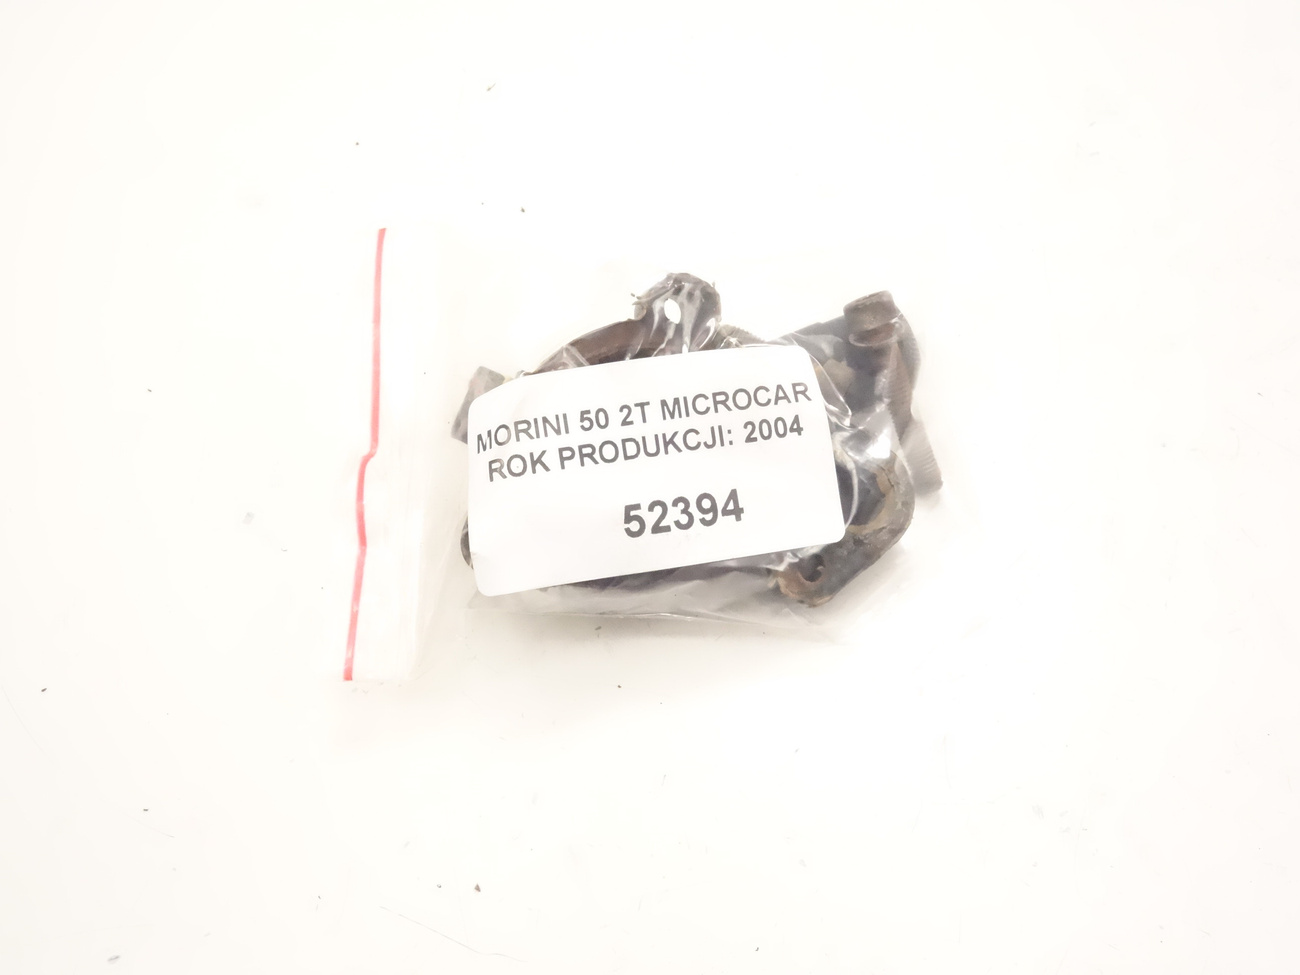 MORINI 50 2T MICROCAR
ROK PRODUKCJI: 2004
52394